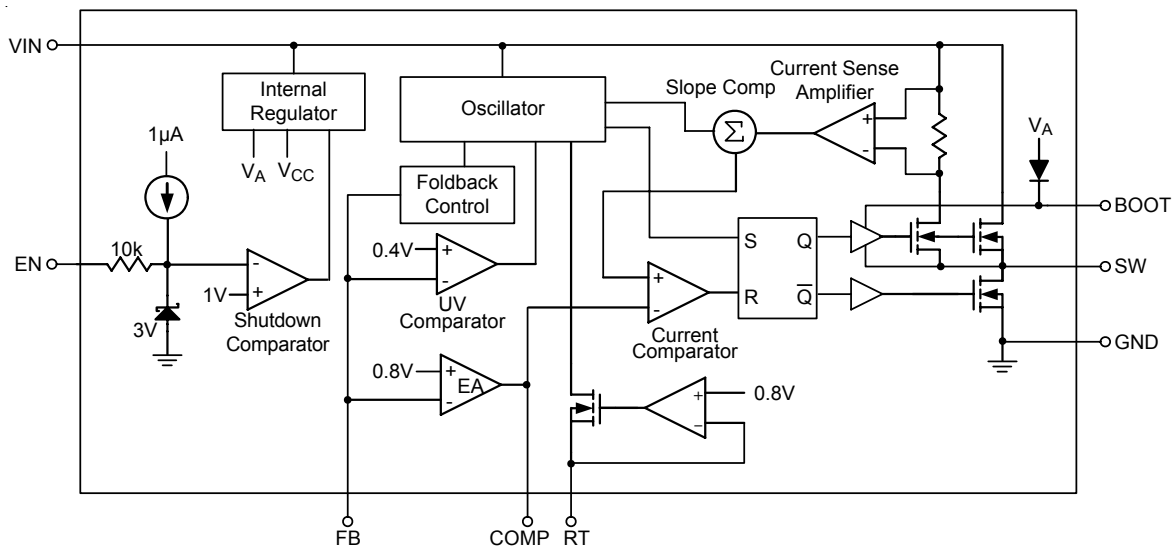 VIN
Internal
Regulator
Oscillator
Slope Comp
Current Sense
Amplifier
Σ
+
-
1µA
VA
VCC
VA
Foldback
Control
BOOT
10k
0.4V
+
-
S
Q
EN
-
1V
+
UV
Comparator
+
-
R
Q
SW
3V
Shutdown
Comparator
Current
Comparator
GND
0.8V
+
EA
-
+
0.8V
−
FB
COMP
RT